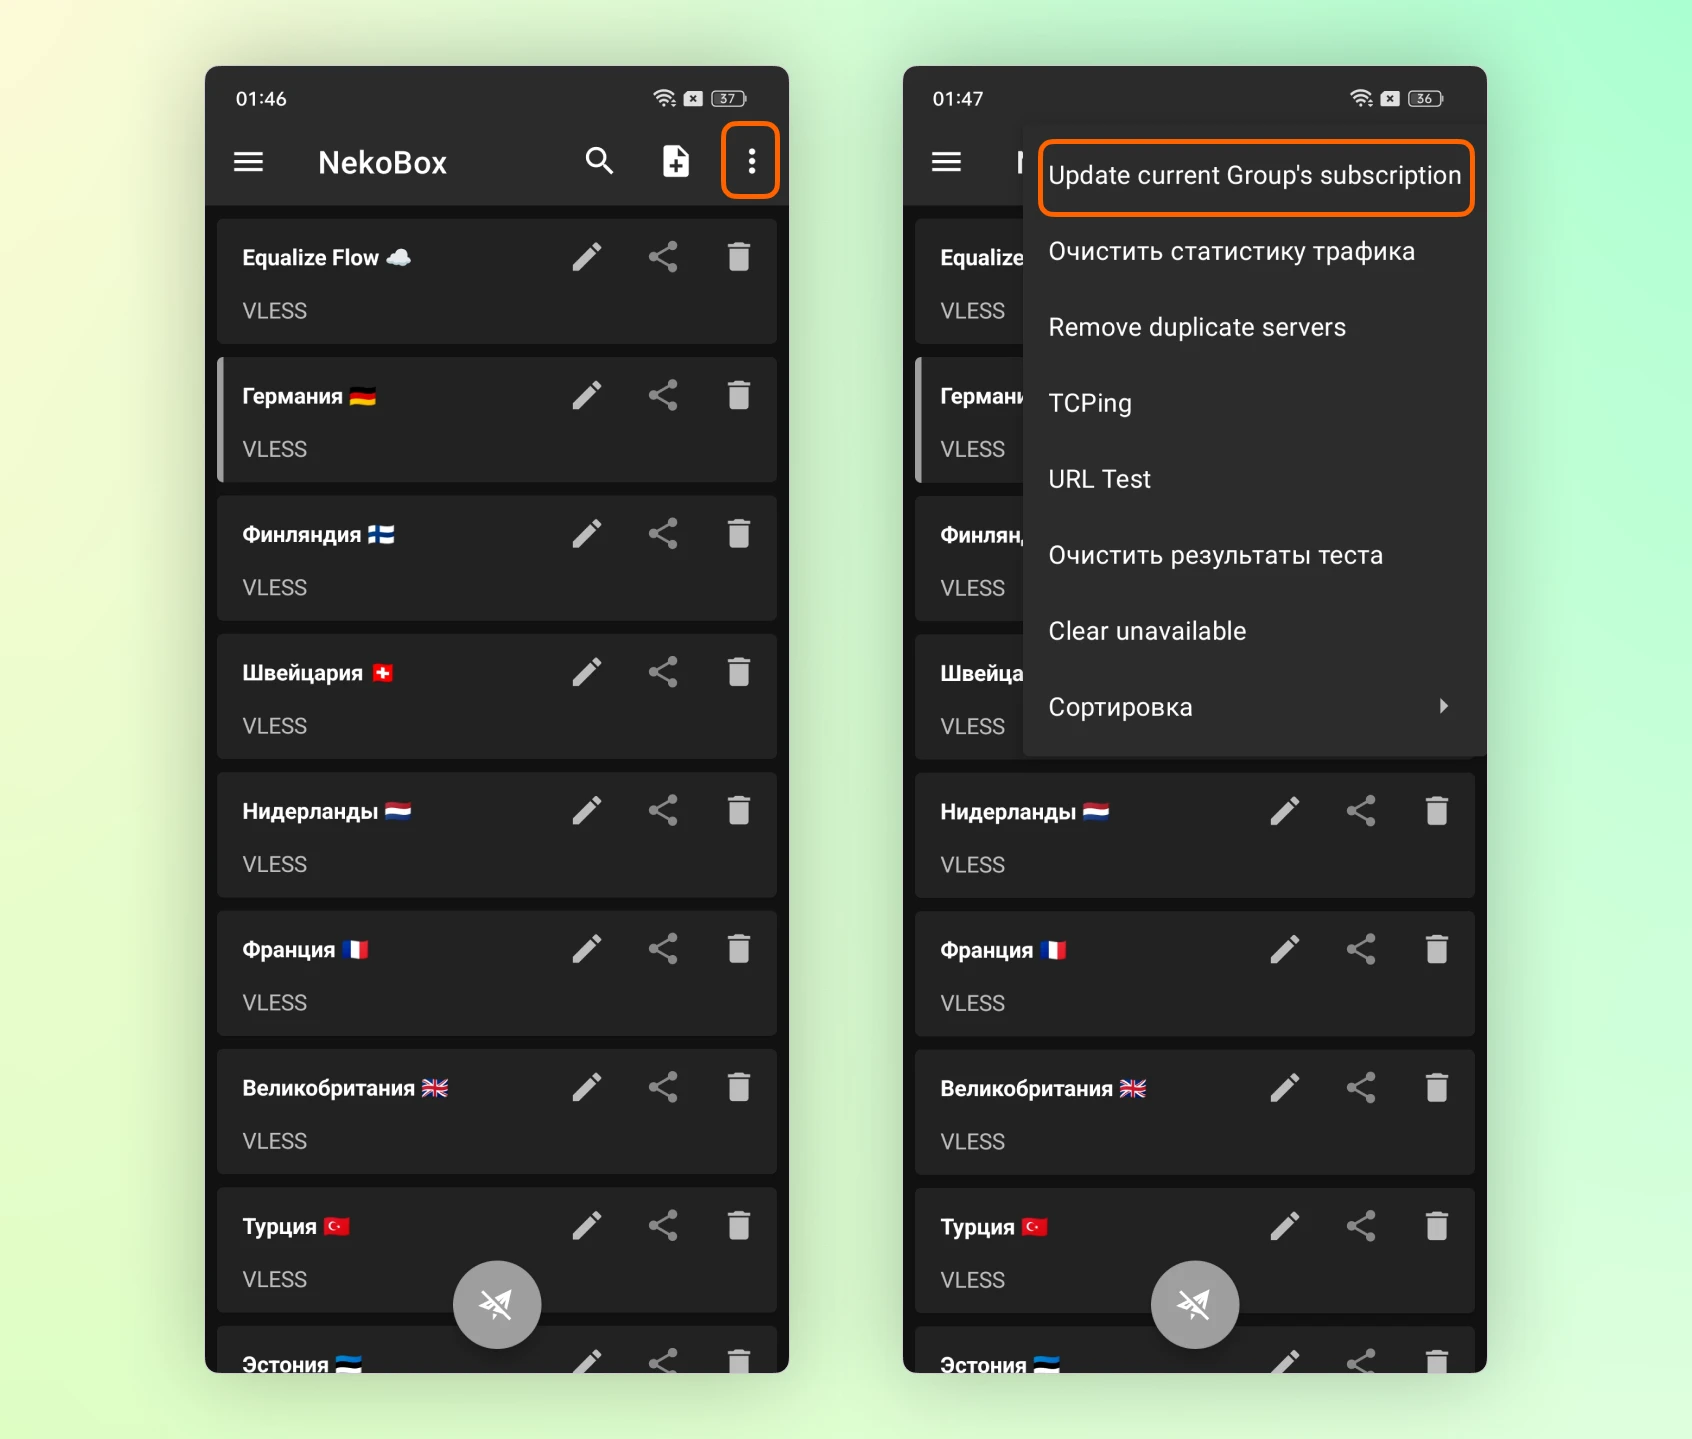 01:46
37
NekoBox
Equalize Flow
VLESS
Германия
VLESS
Финляндия
VLESS
Швейцария
VLESS
Нидерланды
VLESS
Франция
VLESS
Великобритания
VLESS
Турция
VLESS
Эстония
01:47
36
Update current Group's subscription
Очистить статистику трафика
Remove duplicate servers
TCPing
URL Test
Очистить результаты теста
Clear unavailable
Сортировка
Equalize
VLESS
Германи
VLESS
Финлян
VLESS
Швейца
VLESS
Нидерланды
VLESS
Франция
VLESS
Великобритания
VLESS
Турция
VLESS
Эстония